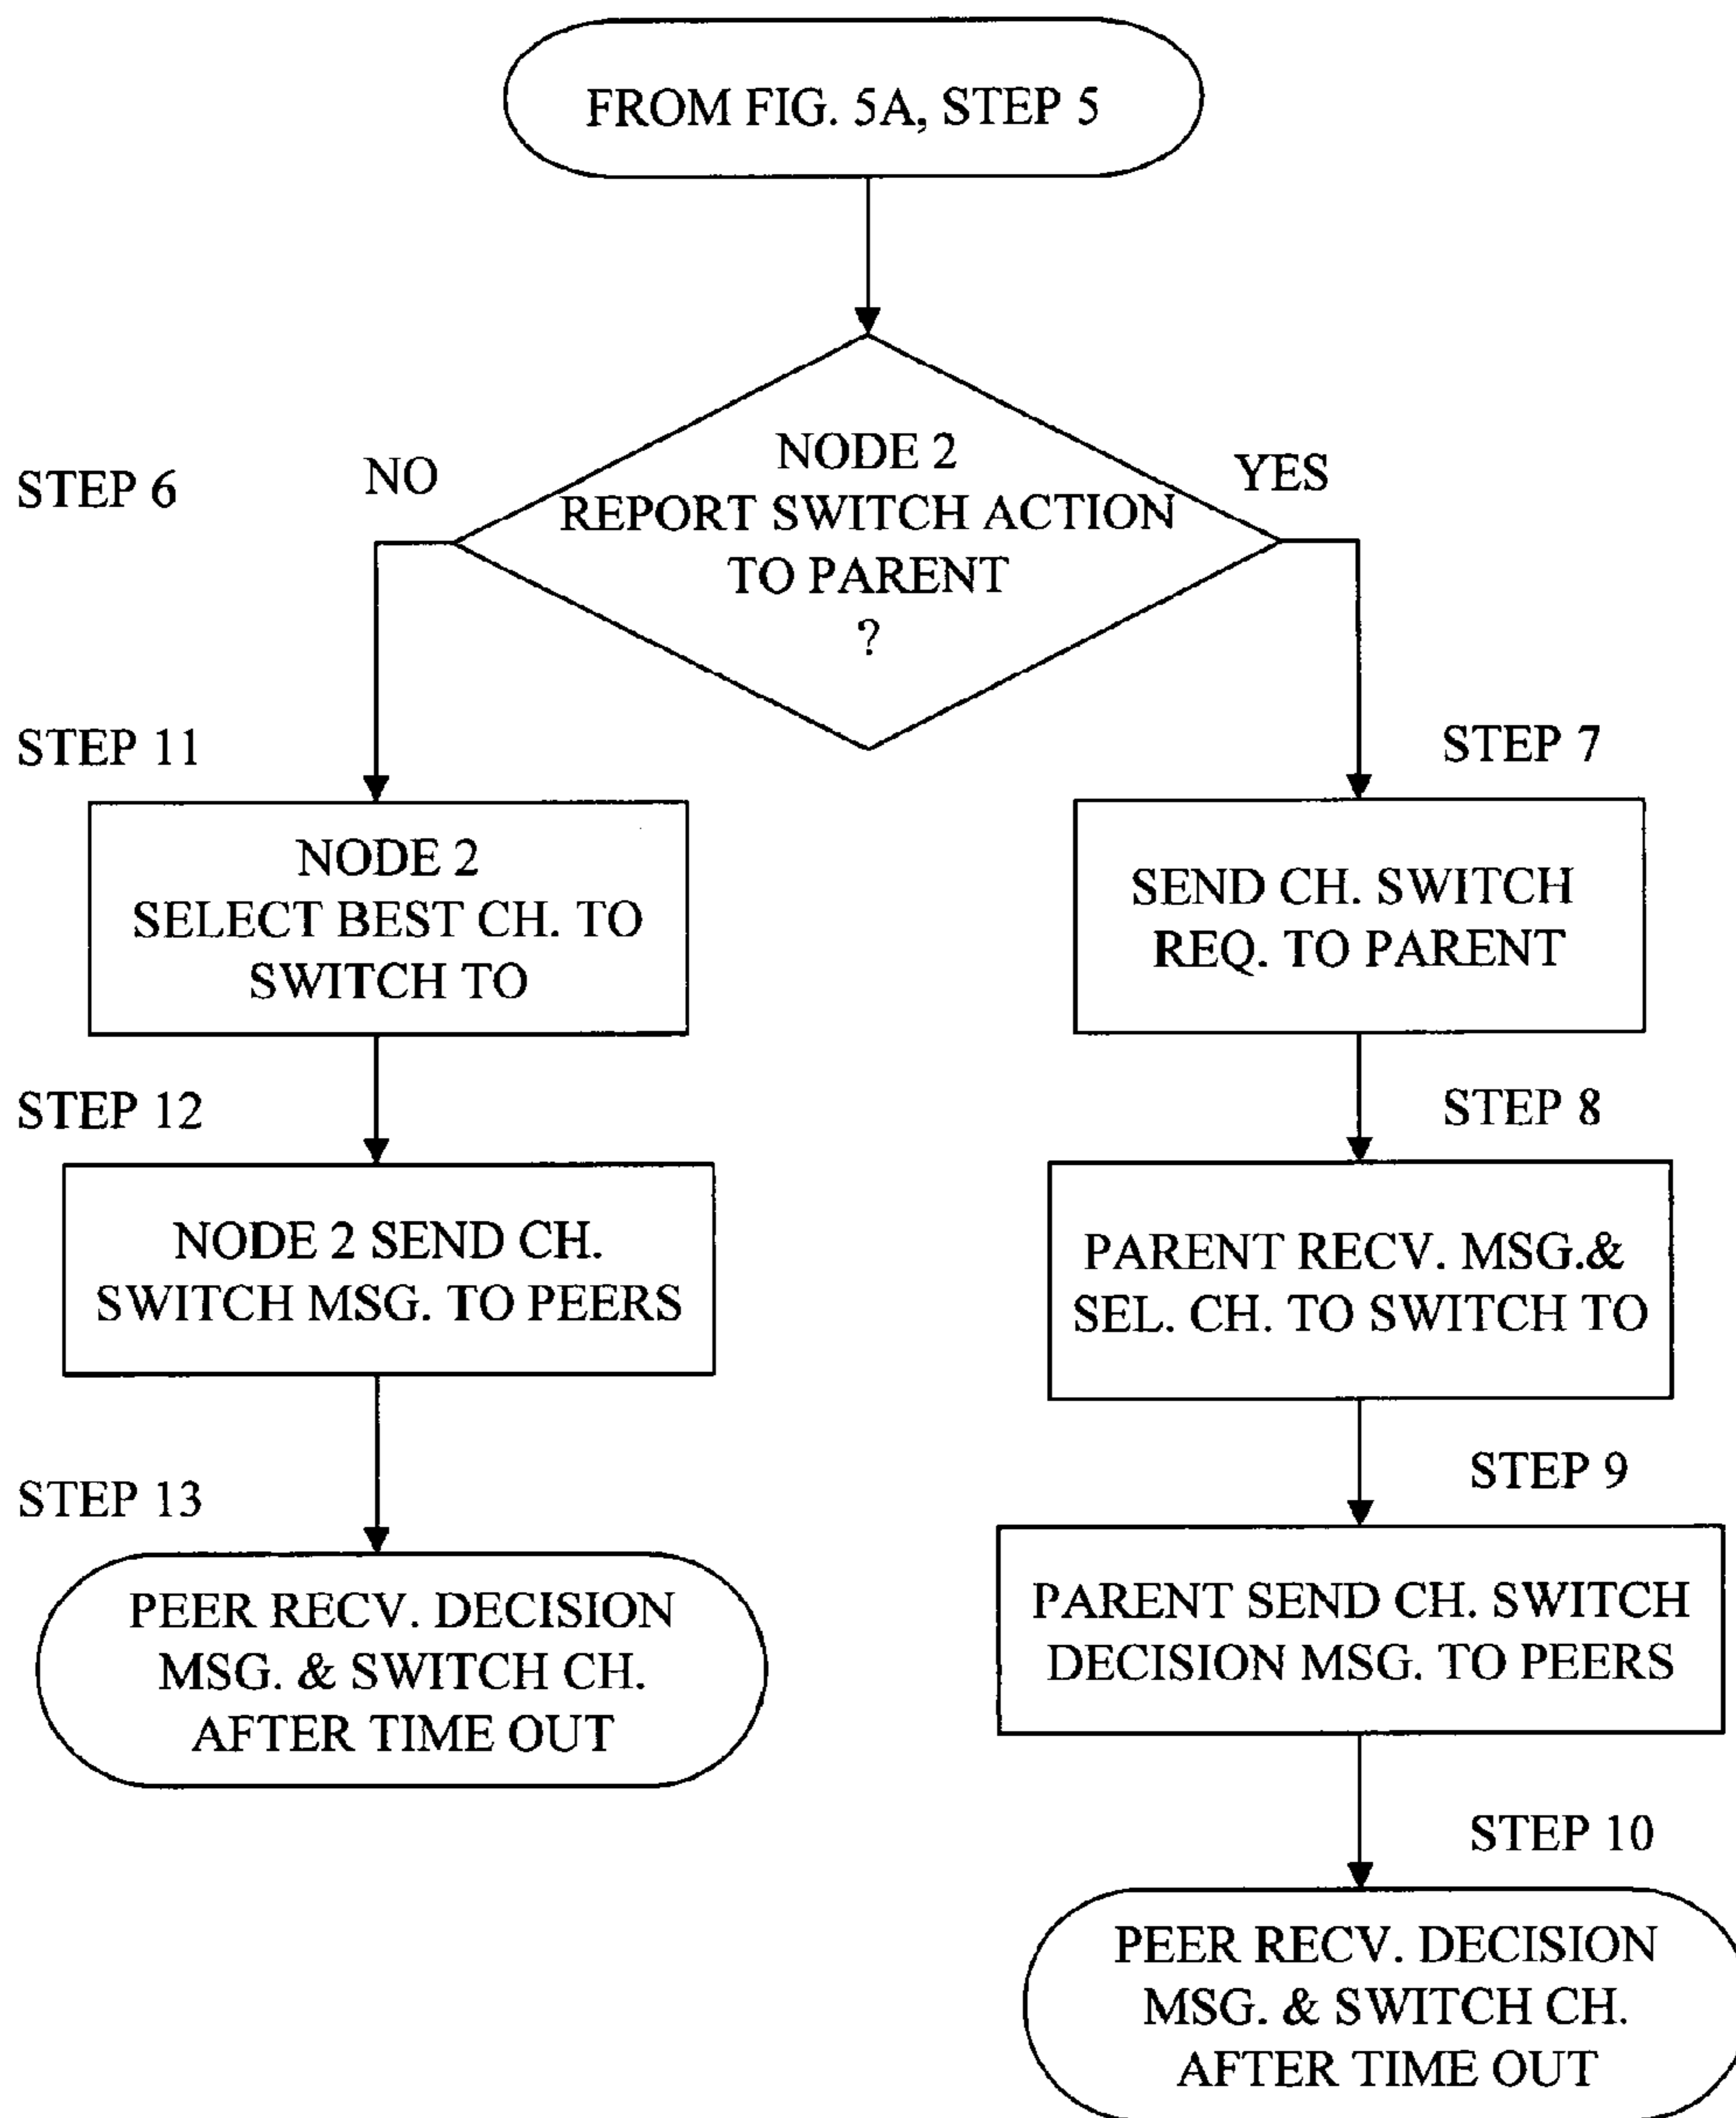 FROM FIG. 5A, STEP 5
STEP 6
NO
NODE 2
REPORT SWITCH ACTION
TO PARENT
?
YES
STEP 11
NODE 2
SELECT BEST CH. TO
SWITCH TO
STEP 12
NODE 2 SEND CH.
SWITCH MSG. TO PEERS
STEP 13
PEER RECV. DECISION
MSG. & SWITCH CH.
AFTER TIME OUT
STEP 7
SEND CH. SWITCH
REQ. TO PARENT
STEP 8
PARENT RECV. MSG.&
SEL. CH. TO SWITCH TO
STEP 9
PARENT SEND CH. SWITCH
DECISION MSG. TO PEERS
STEP 10
PEER RECV. DECISION
MSG. & SWITCH CH.
AFTER TIME OUT